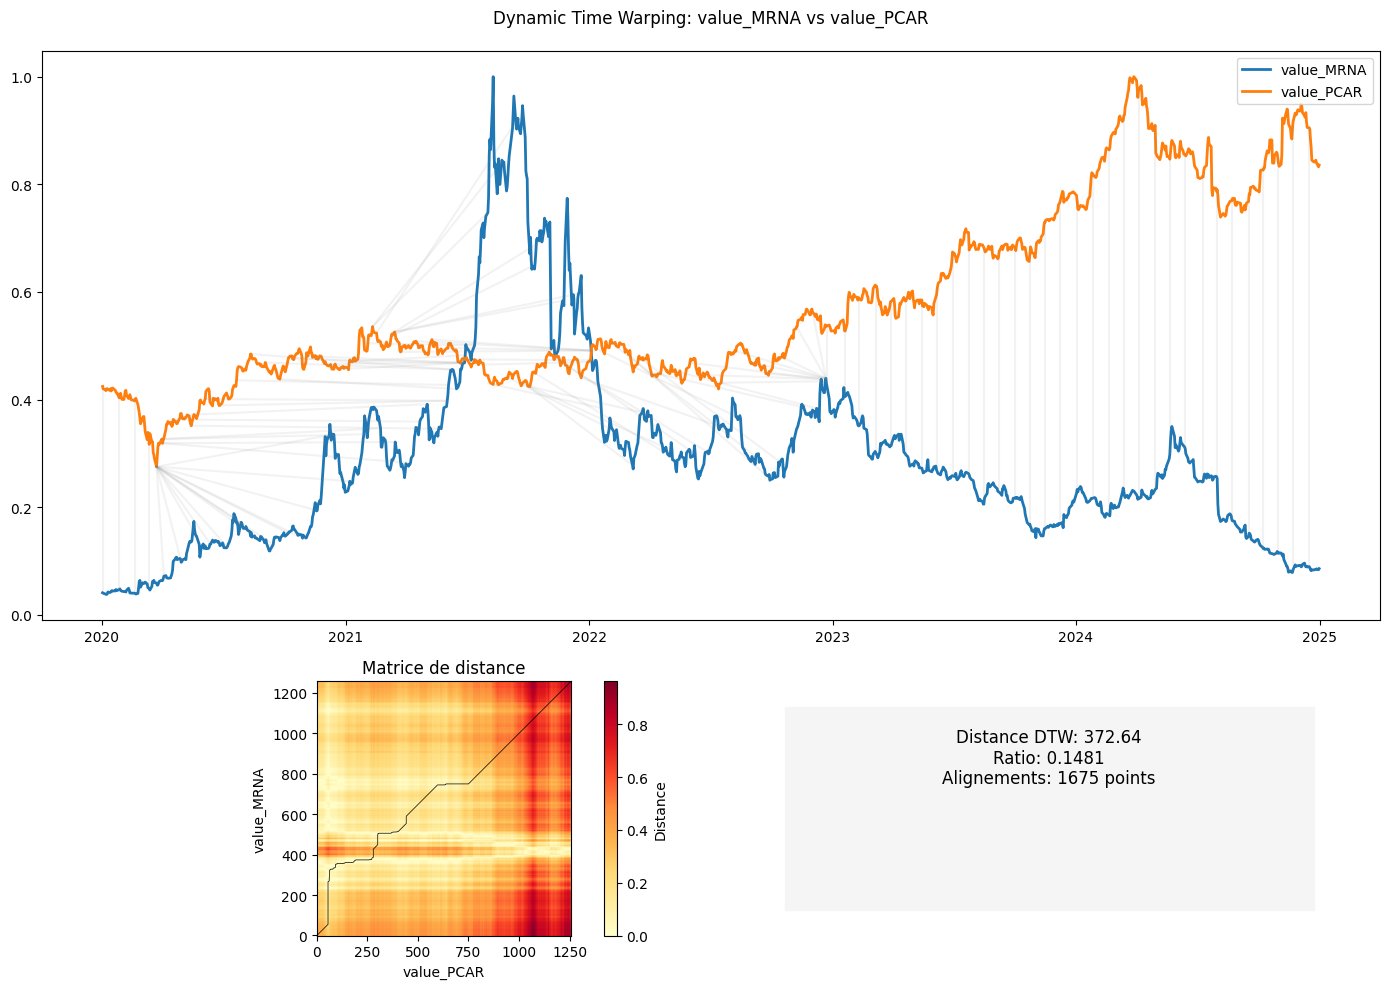 Dynamic Time Warping: value_MRNA vs value_PCAR
value_MRNA
value_PCAR
1.0
0.8
0.6
0.4
0.2
0.0
2020 2021 2022 2023 2024 2025
Matrice de distance
value_MRNA
1200
1000
800
600
400
200
0
0 250 500 750 1000 1250
value_PCAR
0.8
0.6
0.4
0.2
0.0
Distance
Distance DTW: 372.64
Ratio: 0.1481
Alignements: 1675 points